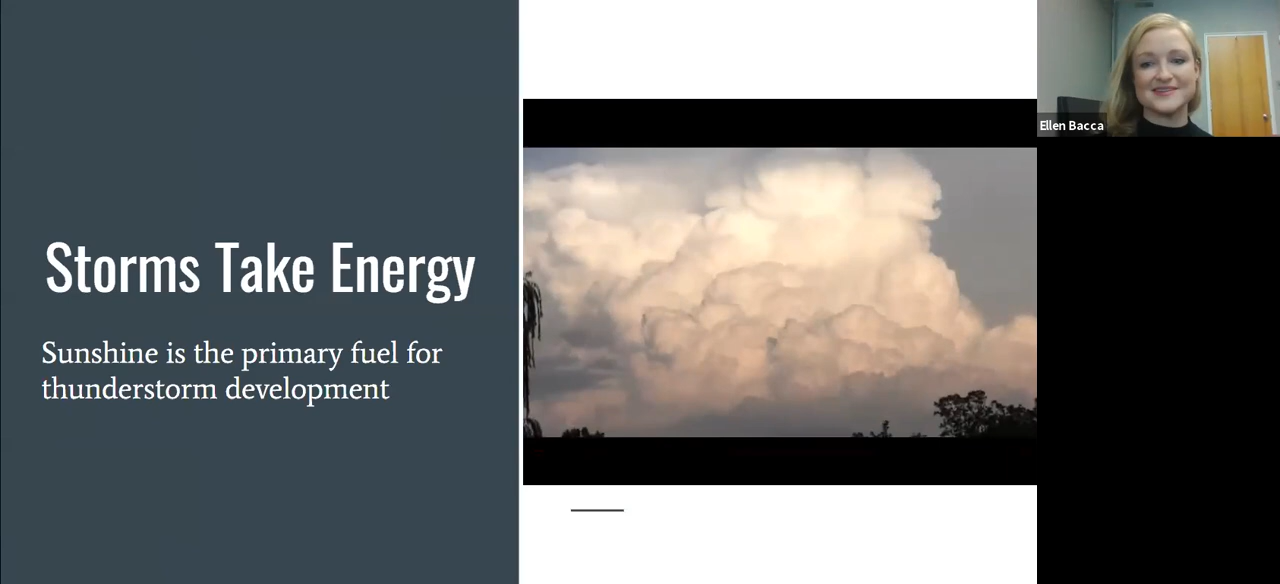 Storms Take Energy
Sunshine is the primary fuel for
thunderstorm development
Ellen Bacca